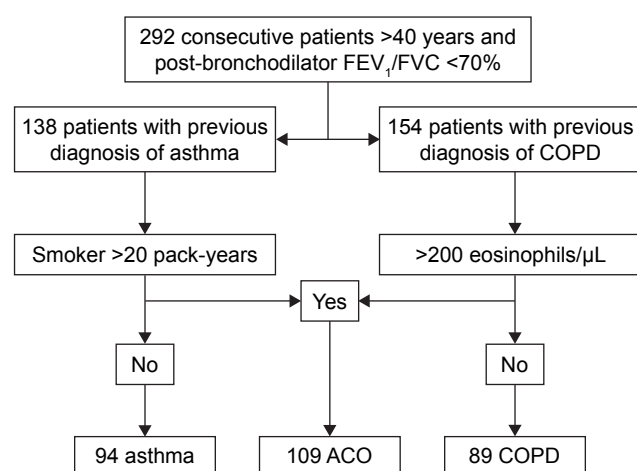 292 consecutive patients >40 years and
post-bronchodilator FEV₁/FVC <70%
138 patients with previous
diagnosis of asthma
154 patients with previous
diagnosis of COPD
Smoker >20 pack-years
>200 eosinophils/µL
Yes
No
No
94 asthma
109 ACO
89 COPD